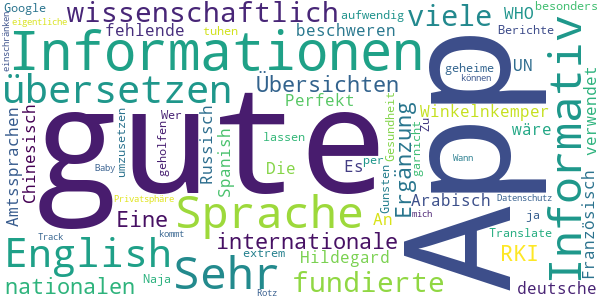 Google
eigentliche
wissenschaftlich
viele
WHO
besonders
aufwendig
einschränken
fehlende
tuhen
beschweren
Berichte
Informationen
App
geheime
UN
können
Informativ
verwendet
übersetzen
Übersichten
Perfekt
Ergänzung
Zu
Winkelnkemper
wäre
Amtssprachen
Chinesisch
gute
umzusetzen
Wer
geholfen
Russisch
Spanish
lassen
Die
Es
per
Gunsten
Gesundheit
garnicht
Wann
Baby
Privatsphäre
Sprache
An
Arabisch
Datenschutz
mich
ja
Französisch
Eine
English
Track
kommt
Sehr
internationale
extrem
Hildegard
Translate
RKI
nationalen
Naja
Rotz
fundierte
deutsche